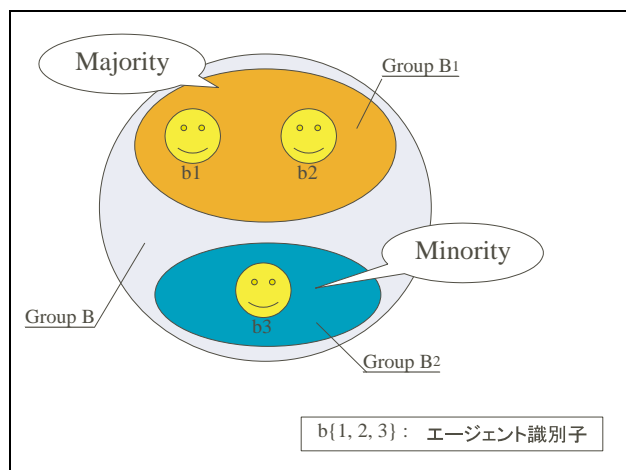 Majority
Group B1
b1
b2
Minority
b3
Group B
Group B2
b{1, 2, 3} : エージェント識別子